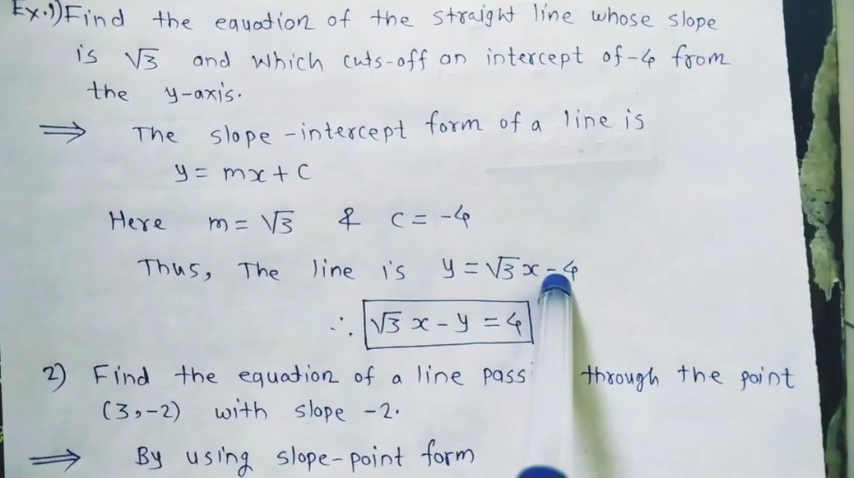 Ex.1) Find the equation of the straight line whose slope
is √3 and which cuts-off an intercept of -4 from
the y-axis.
⇒ The slope-intercept form of a line is
y = mx + c
Here m = √3 & c = -4
Thus, The line is y = √3 x - 4
∴ √3 x - y = 4
2) Find the equation of a line pass through the point
(3,-2) with slope -2.
⇒ By using slope-point form